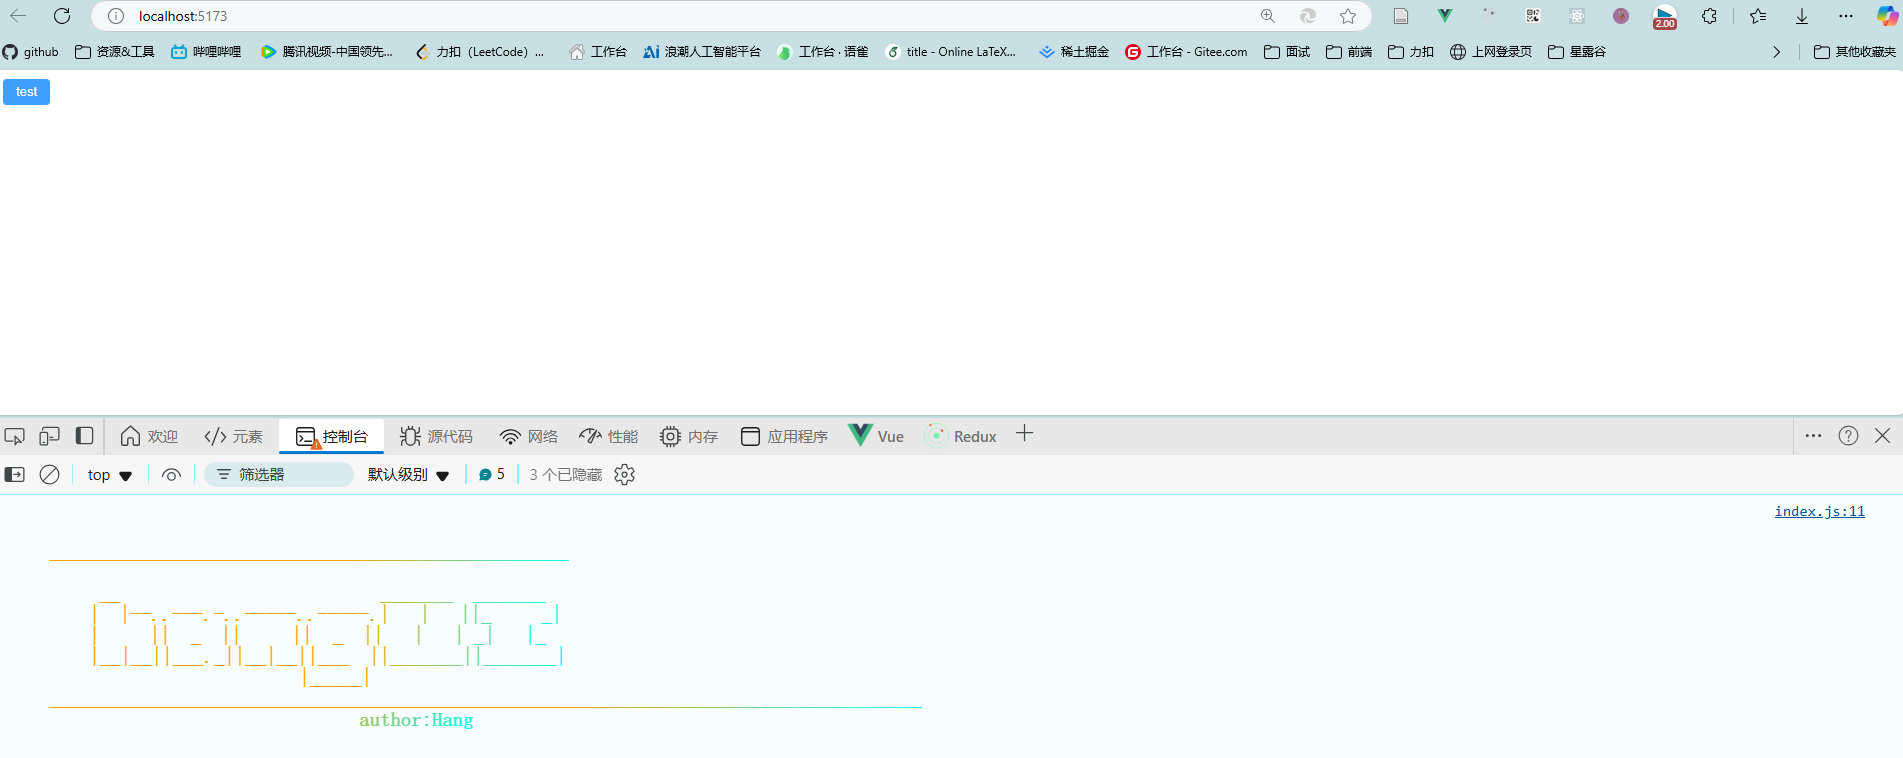 localhost:5173
2.00
github 资源&工具 哔哩哔哩 腾讯视频-中国领先... 力扣（LeetCode）... 工作台 浪潮人工智能平台 工作台 · 语雀 title - Online LaTeX... 稀土掘金 工作台 - Gitee.com 面试 前端 力扣 上网登录页 星露谷 其他收藏夹
test
欢迎 元素 控制台 源代码 网络 性能 内存 应用程序 Vue Redux
top 筛选器 默认级别 5 3 个已隐藏
index.js:11
hangUI
author:Hang